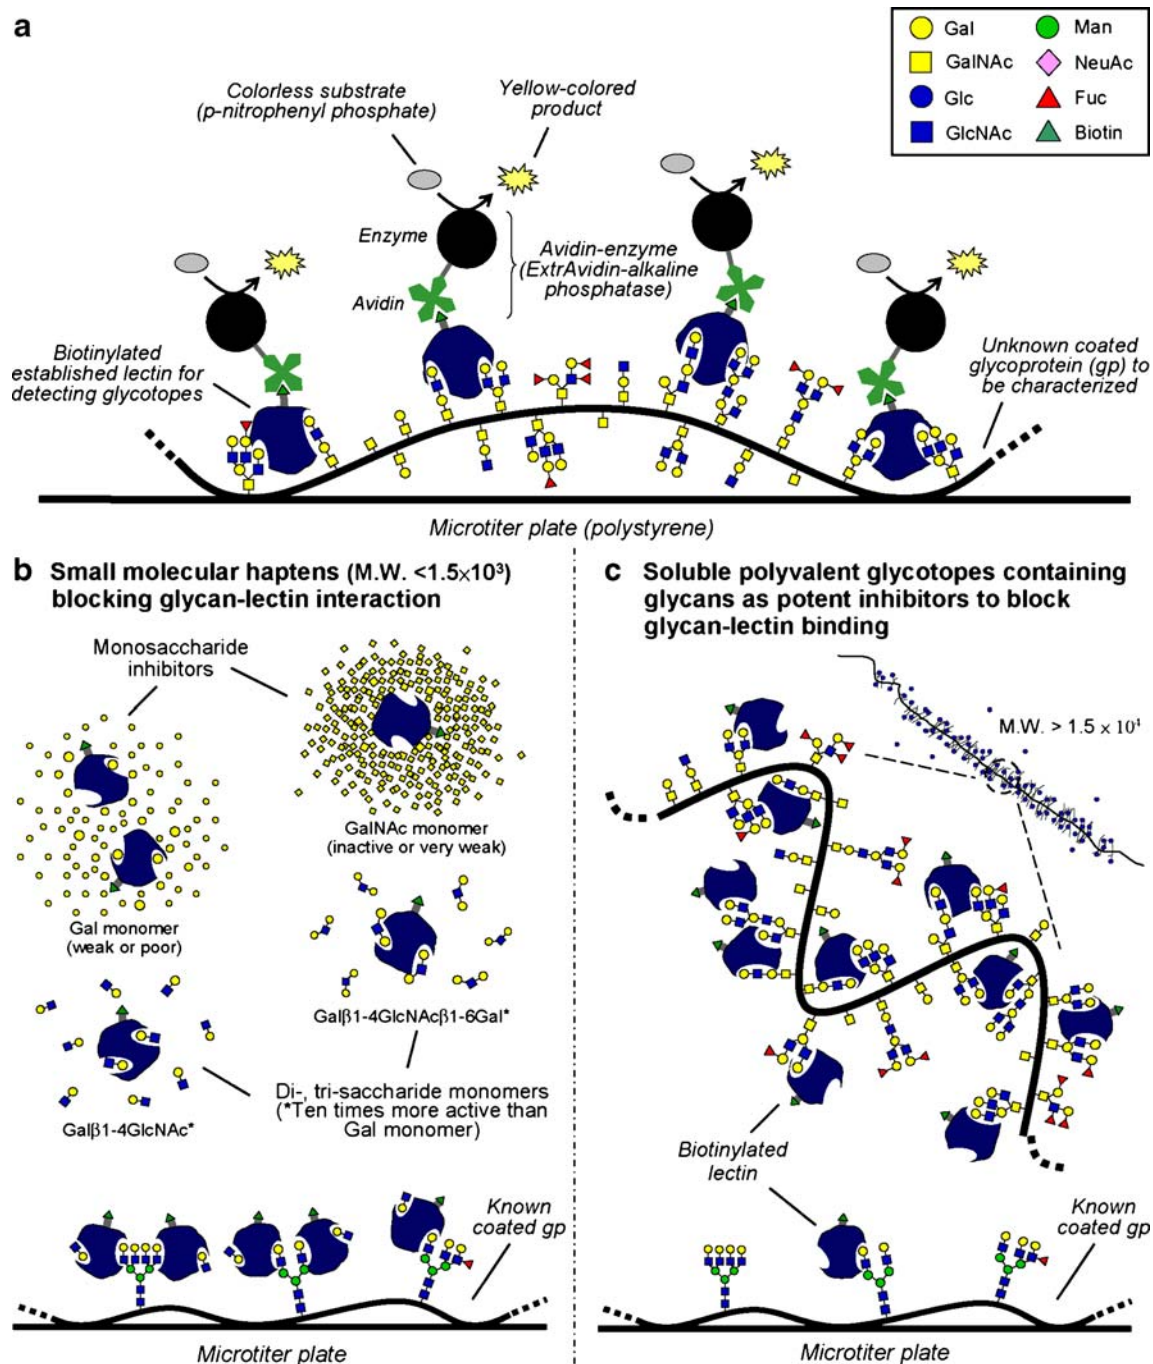 a
Gal
Man
GalNAc
NeuAc
Glc
Fuc
GlcNAc
Biotin
Colorless substrate
(p-nitrophenyl phosphate)
Yellow-colored
product
Enzyme
Avidin-enzyme
(ExtrAvidin-alkaline
phosphatase)
Avidin
Biotinylated
established lectin for
detecting glycotopes
Unknown coated
glycoprotein (gp) to
be characterized
Microtiter plate (polystyrene)
b Small molecular haptens (M.W. <1.5×10³)
blocking glycan-lectin interaction
Monosaccharide
inhibitors
GalNAc monomer
(inactive or very weak)
Gal monomer
(weak or poor)
Galβ1-4GlcNAcβ1-6Gal*
Di-, tri-saccharide monomers
(*Ten times more active than
Gal monomer)
Galβ1-4GlcNAc*
Known
coated gp
Microtiter plate
c Soluble polyvalent glycotopes containing
glycans as potent inhibitors to block
glycan-lectin binding
M.W. > 1.5 × 10⁴
Biotinylated
lectin
Known
coated gp
Microtiter plate